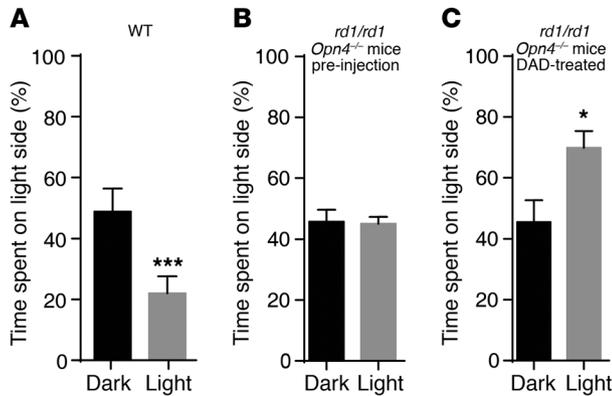 A
WT
Time spent on light side (%)
100
80
60
40
20
0
***
Dark Light
B
rd1/rd1
Opn4–/– mice
pre-injection
Time spent on light side (%)
100
80
60
40
20
0
Dark Light
C
rd1/rd1
Opn4–/– mice
DAD-treated
Time spent on light side (%)
100
80
60
40
20
0
*
Dark Light